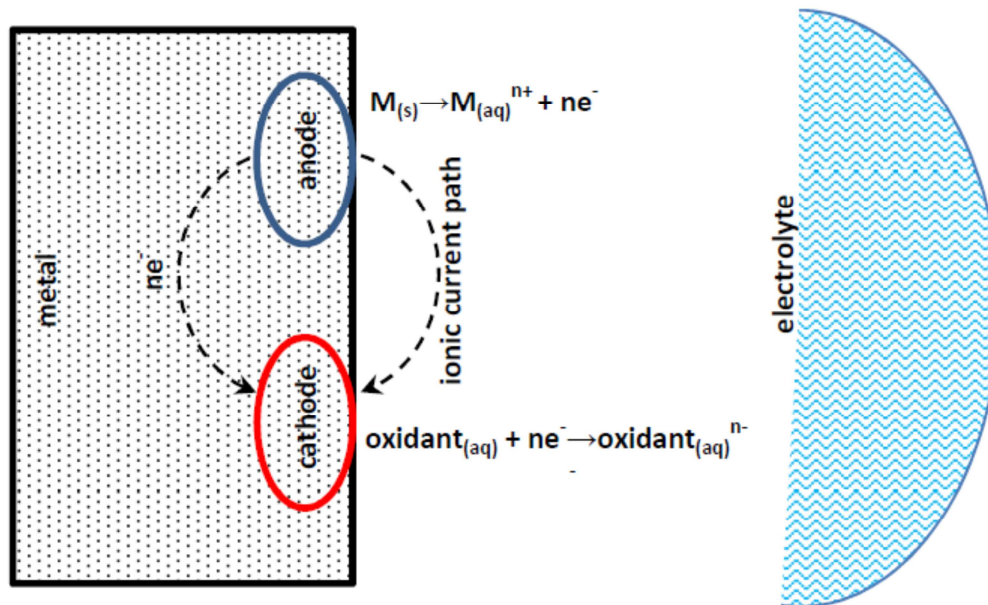 M(s)→M(aq)n+ + ne-
anode
ionic current path
metal
ne-
electrolyte
cathode
oxidant(aq) + ne-→oxidant(aq)n-
-